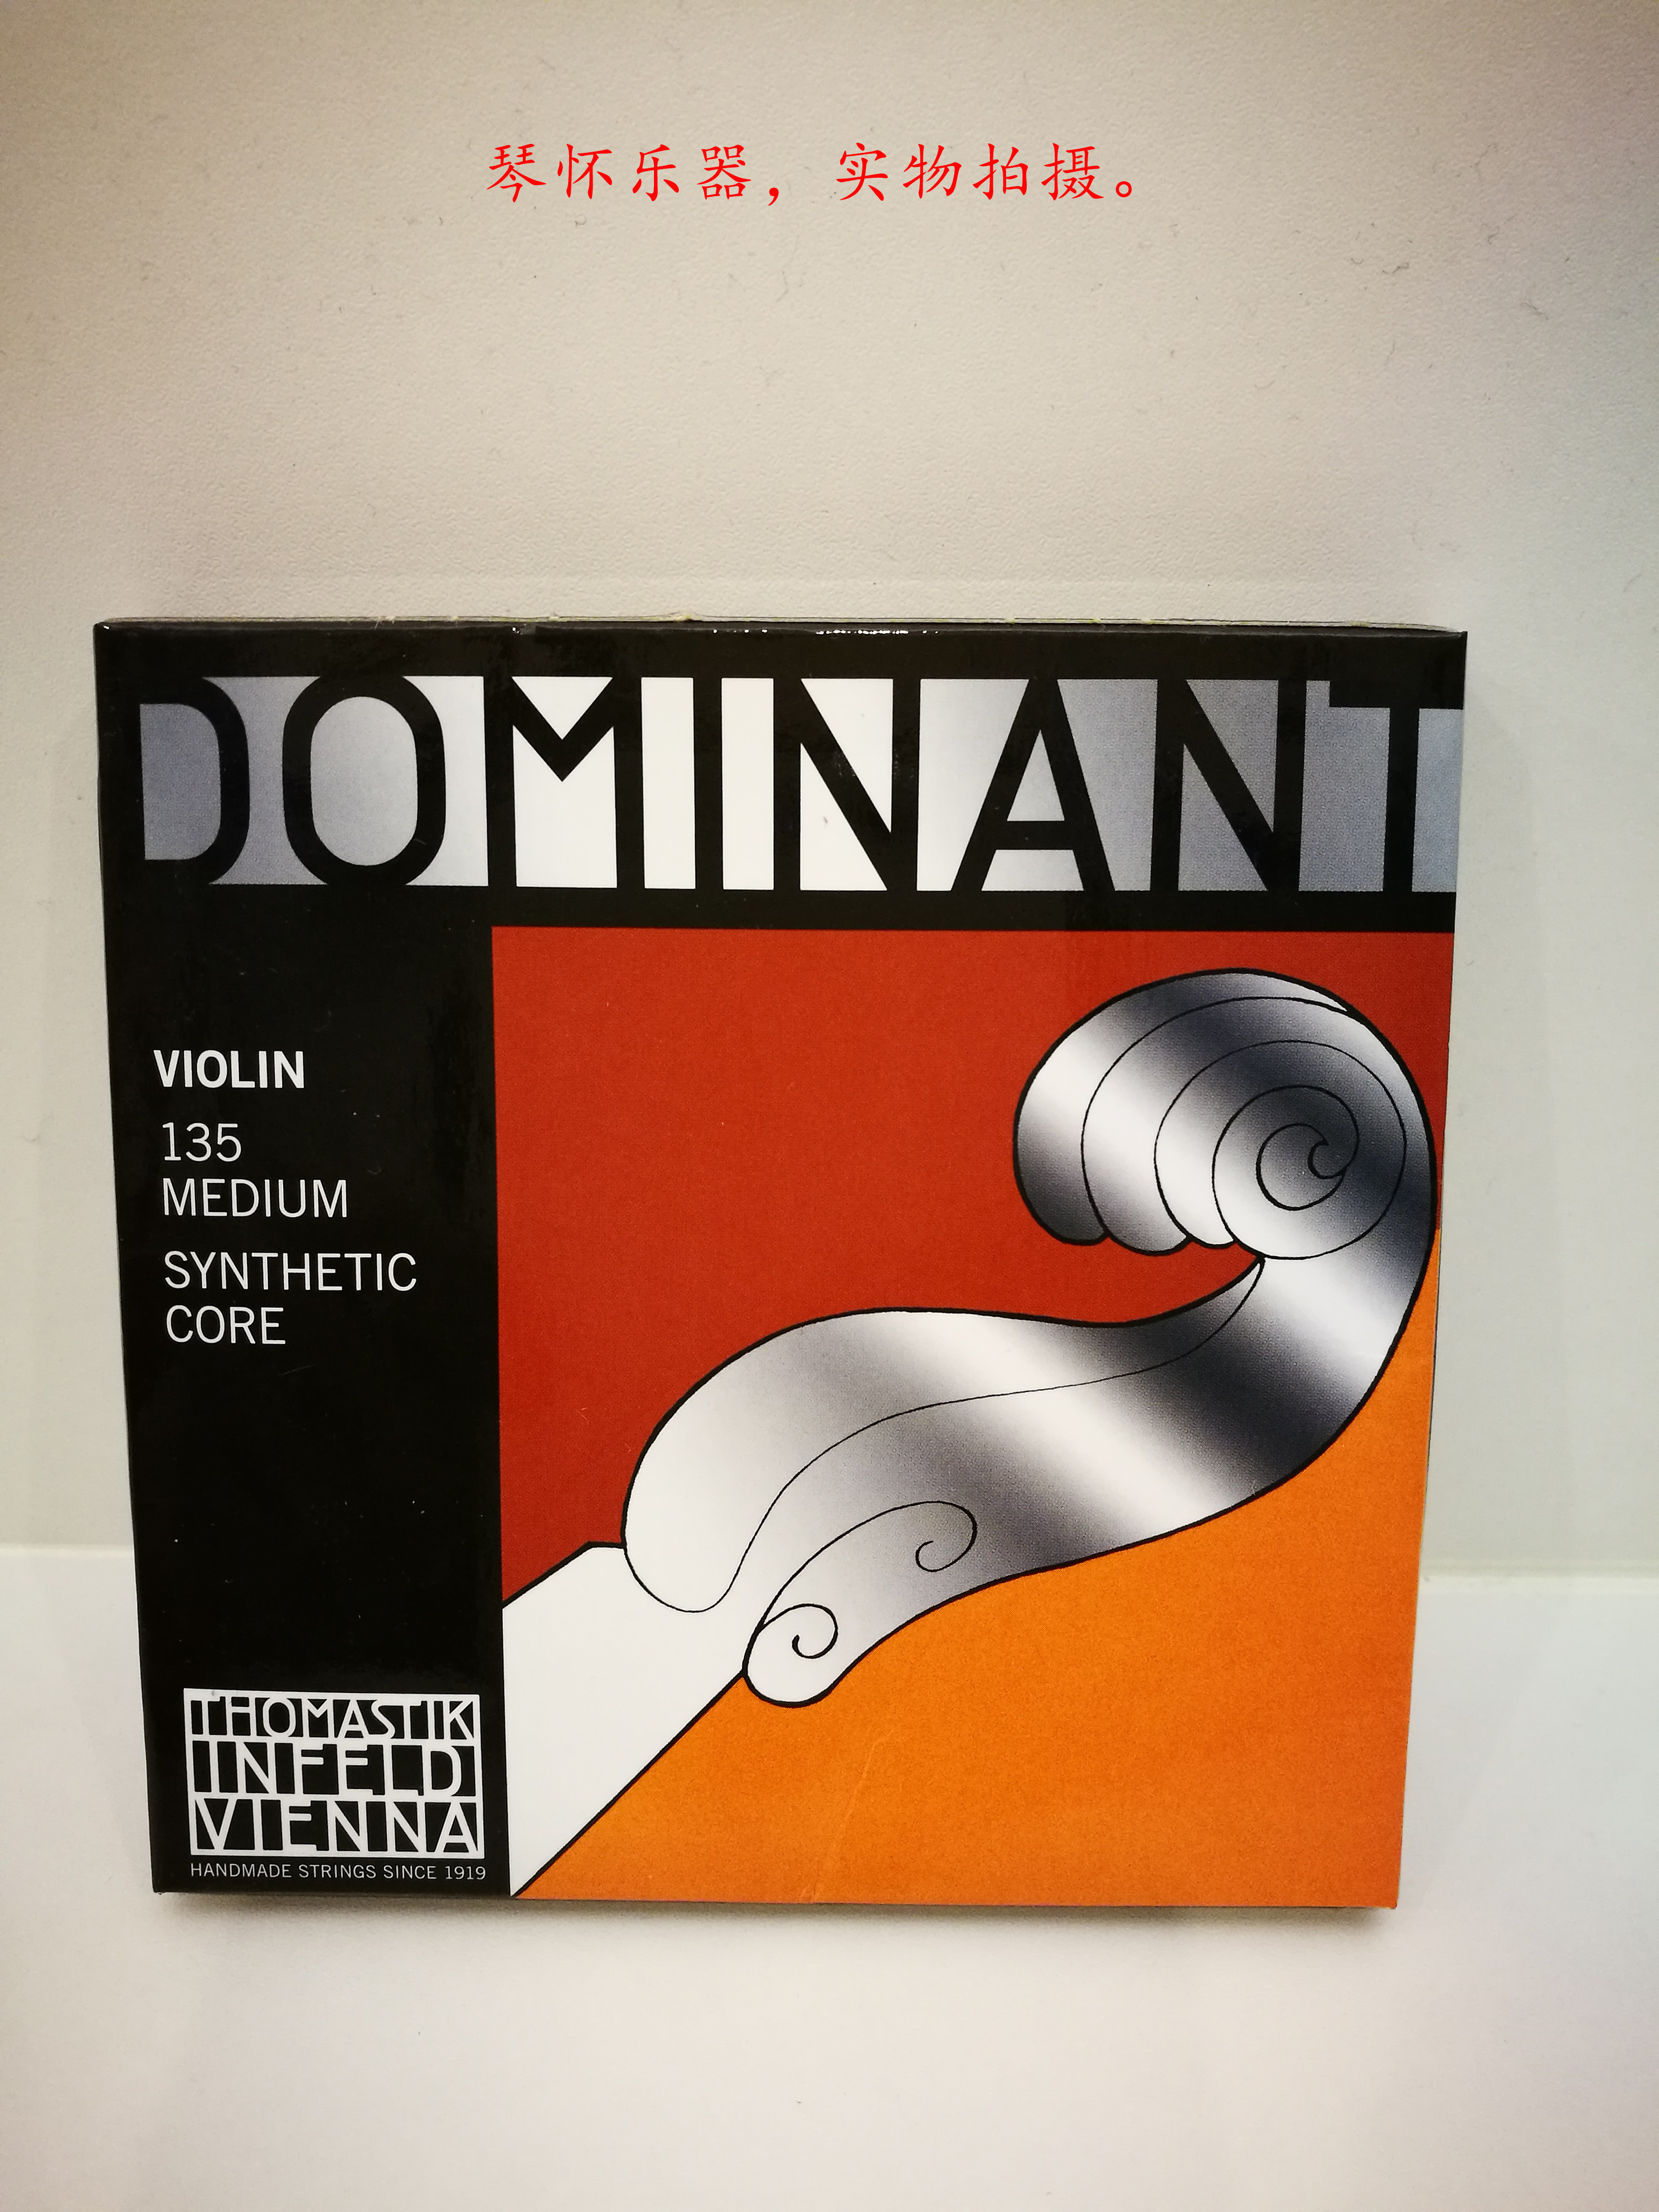 琴怀乐器，实物拍摄。
DOMINANT
VIOLIN
135
MEDIUM
SYNTHETIC
CORE
THOMASTIK
INFELD
VIENNA
HANDMADE STRINGS SINCE 1919